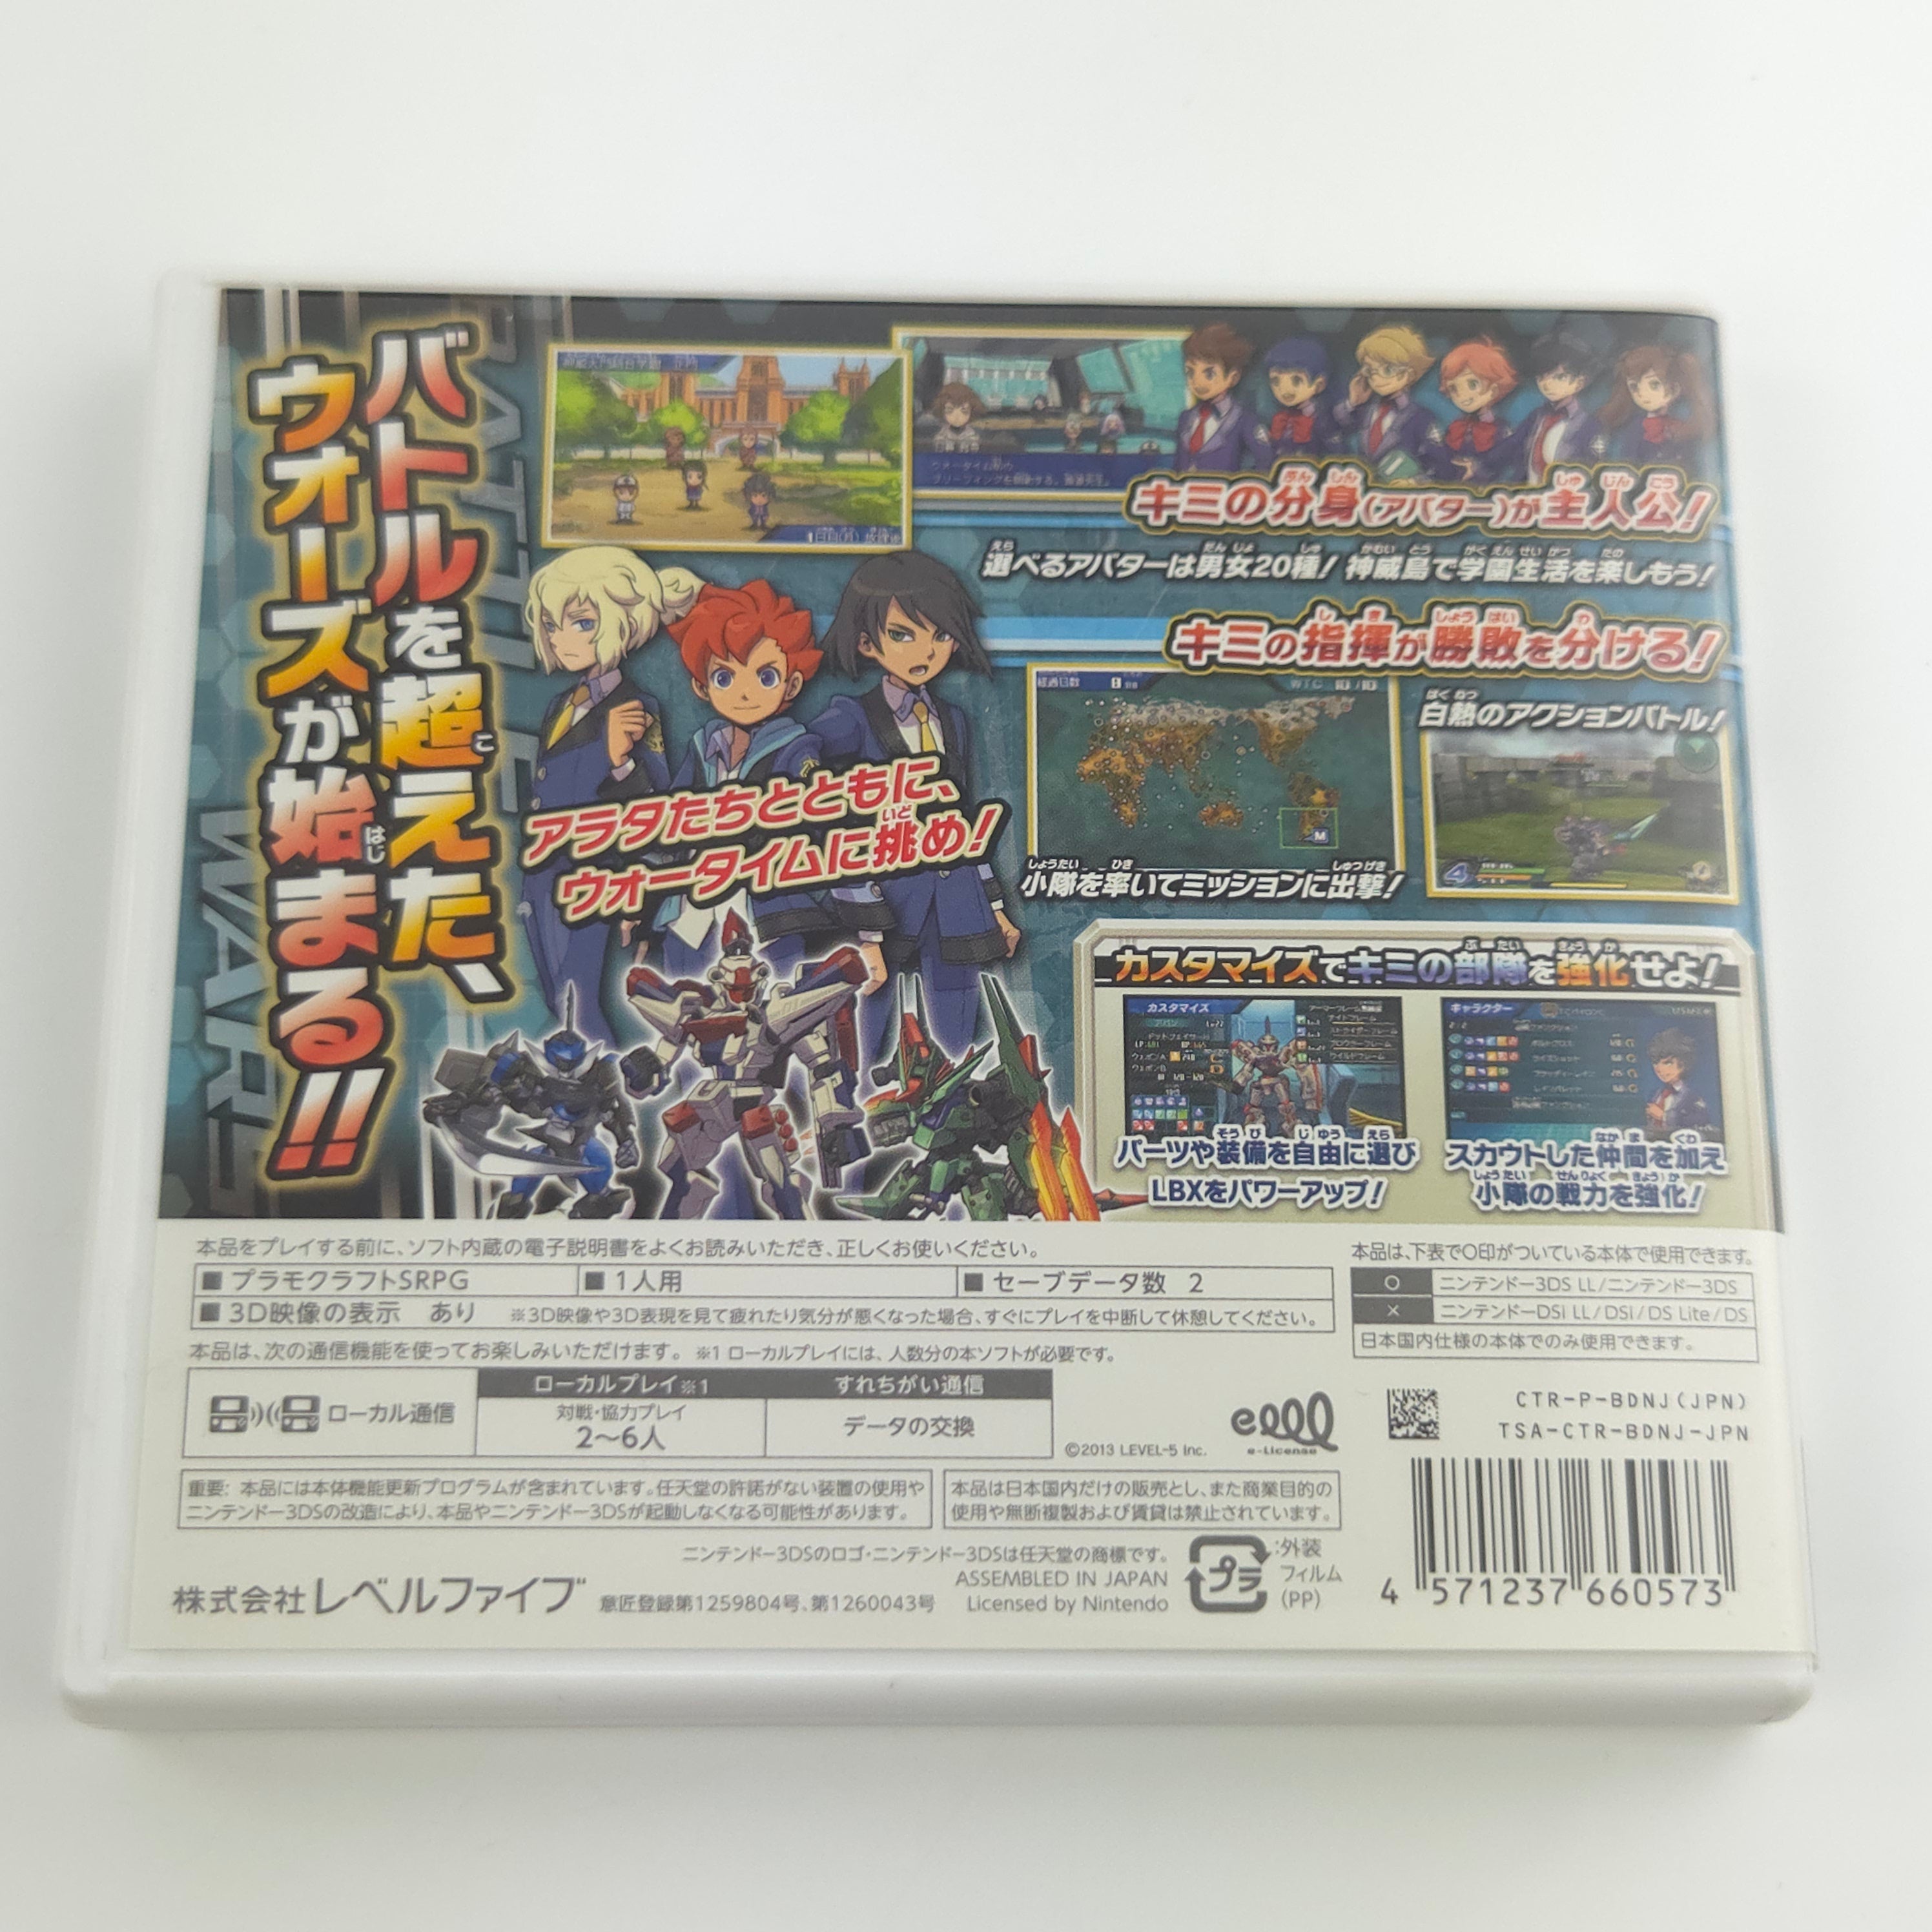 バトルを超えた、
ウォーズが始まる!!
BATTLE
WAR
キミの分身(アバター)が主人公!
選べるアバターは男女20種! 神威島で学園生活を楽しもう!
キミの指揮が勝敗を分ける!
アラタたちとともに、
ウォータイムに挑め!
経過日数 8
WTC 10/10
M
小隊を率いてミッションに出撃!
白熱のアクションバトル!
カスタマイズでキミの部隊を強化せよ!
カスタマイズ
キャラクター
パーツや装備を自由に選び
LBXをパワーアップ!
スカウトした仲間を加え
小隊の戦力を強化!
本品をプレイする前に、ソフト内蔵の電子説明書をよくお読みいただき、正しくお使いください。
■ プラモクラフトSRPG ■ 1人用 ■ セーブデータ数 2
■ 3D映像の表示 あり ※3D映像や3D表現を見て疲れたり気分が悪くなった場合、すぐにプレイを中断して休憩してください。
本品は、下表で○印がついている本体で使用できます。
○ ニンテンドー3DS LL/ニンテンドー3DS
× ニンテンドーDSi LL/DSi/DS Lite/DS
日本国内仕様の本体でのみ使用できます。
本品は、次の通信機能を使ってお楽しみいただけます。 ※1 ローカルプレイには、人数分の本ソフトが必要です。
ローカル通信
ローカルプレイ※1
対戦・協力プレイ
2～6人
すれちがい通信
データの交換
©2013 LEVEL-5 Inc.
e-License
CTR-P-BDNJ(JPN)
TSA-CTR-BDNJ-JPN
重要: 本品には本体機能更新プログラムが含まれています。任天堂の許諾がない装置の使用や
ニンテンドー3DSの改造により、本品やニンテンドー3DSが起動しなくなる可能性があります。
本品は日本国内だけの販売とし、また商業目的の
使用や無断複製および賃貸は禁止されています。
ニンテンドー3DSのロゴ・ニンテンドー3DSは任天堂の商標です。
ASSEMBLED IN JAPAN
Licensed by Nintendo
プラ
:外装
フィルム
(PP)
株式会社レベルファイブ 意匠登録第1259804号、第1260043号
4 571237 660573